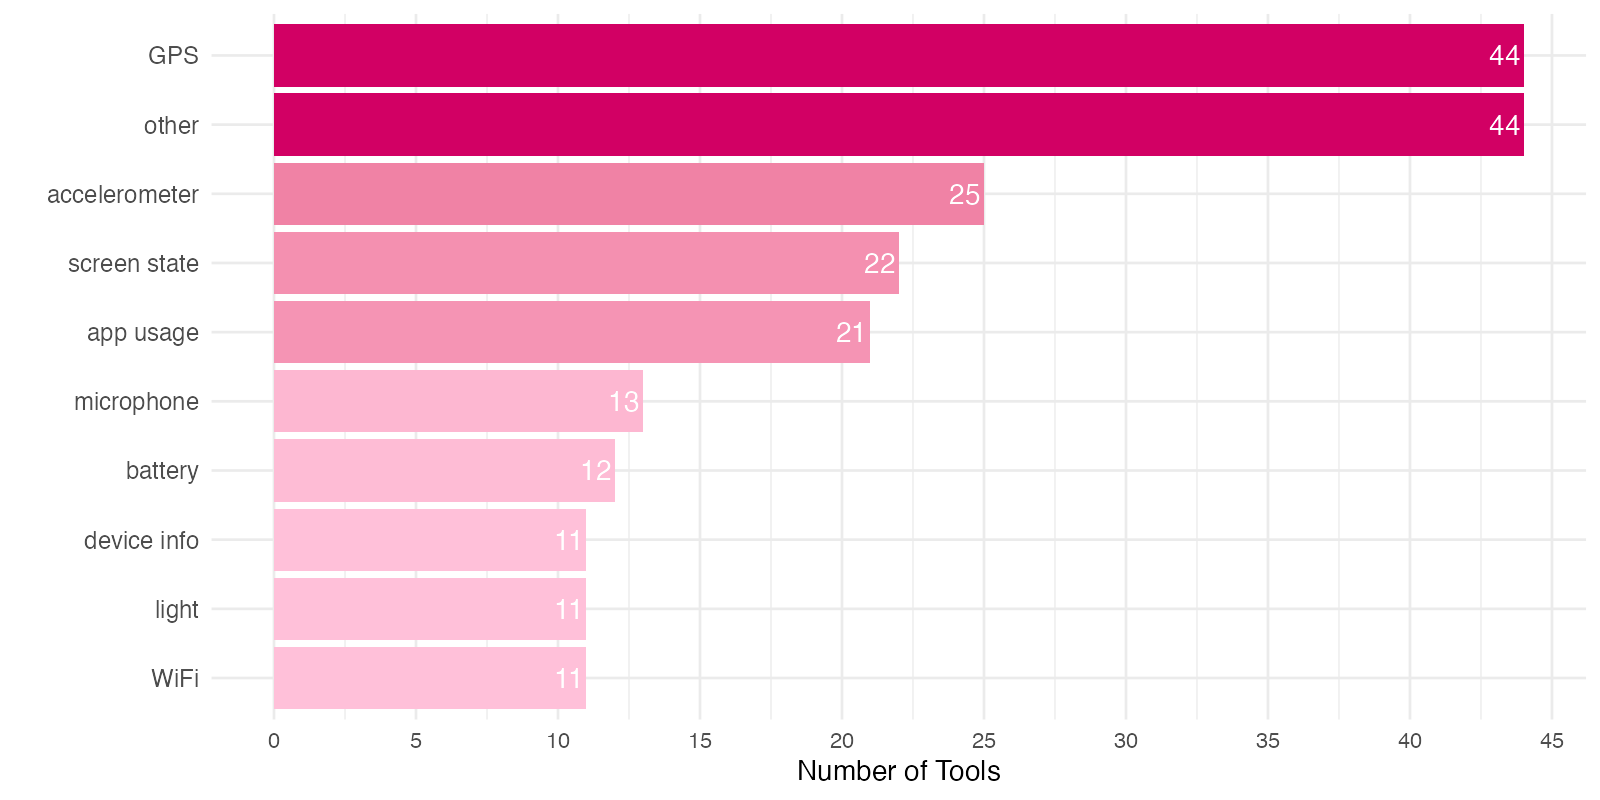 GPS 44
other 44
accelerometer 25
screen state 22
app usage 21
microphone 13
battery 12
device info 11
light 11
WiFi 11
0 5 10 15 20 25 30 35 40 45
Number of Tools